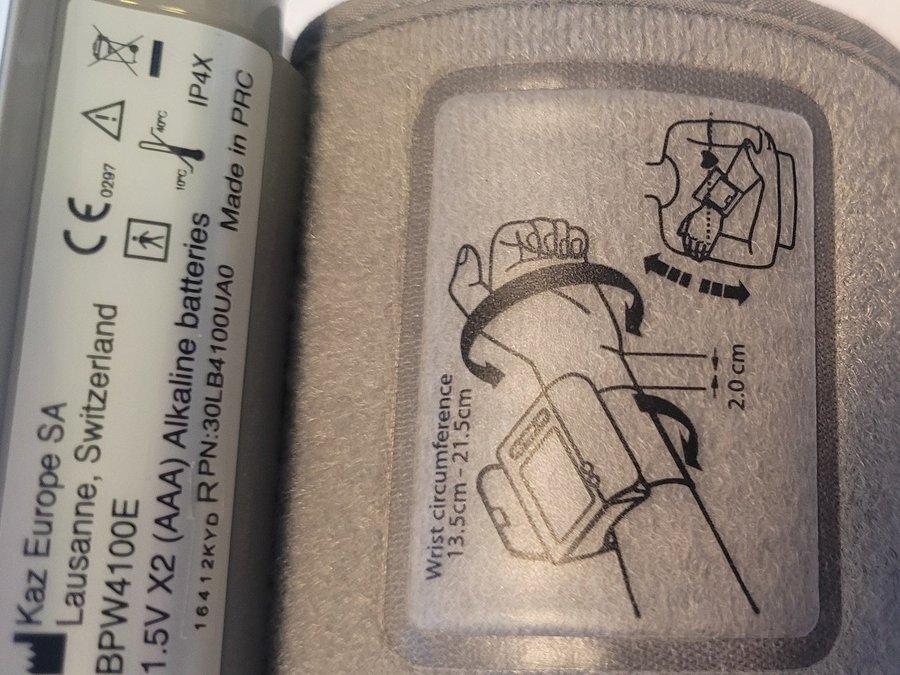 Kaz Europe SA
Lausanne, Switzerland
BPW4100E
1.5V X2 (AAA) Alkaline batteries
16412KYD RPN:30LB4100UA0 Made in PRC
CE 0297
10°C 40°C
IP4X
Wrist circumference
13.5cm - 21.5cm
2.0 cm